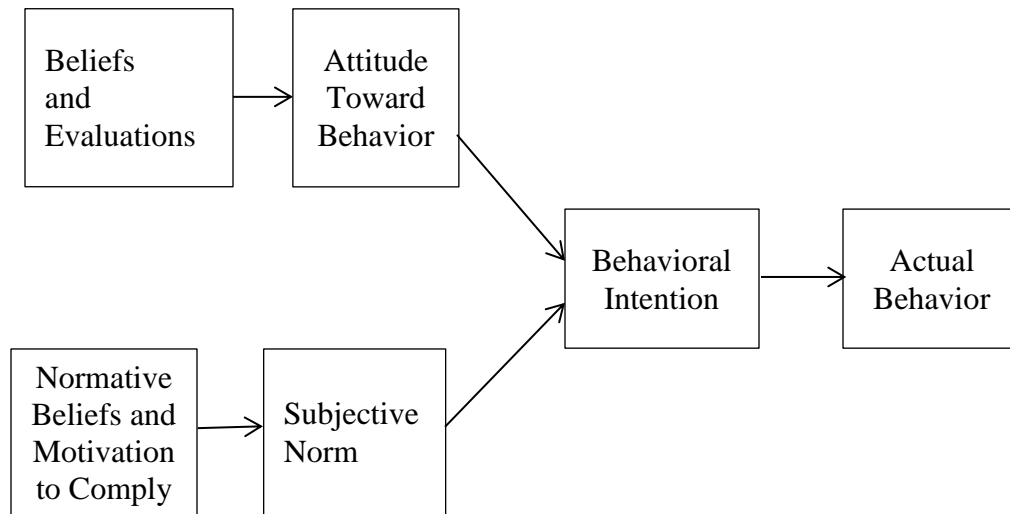 Beliefs
and
Evaluations
Attitude
Toward
Behavior
Behavioral
Intention
Actual
Behavior
Normative
Beliefs and
Motivation
to Comply
Subjective
Norm